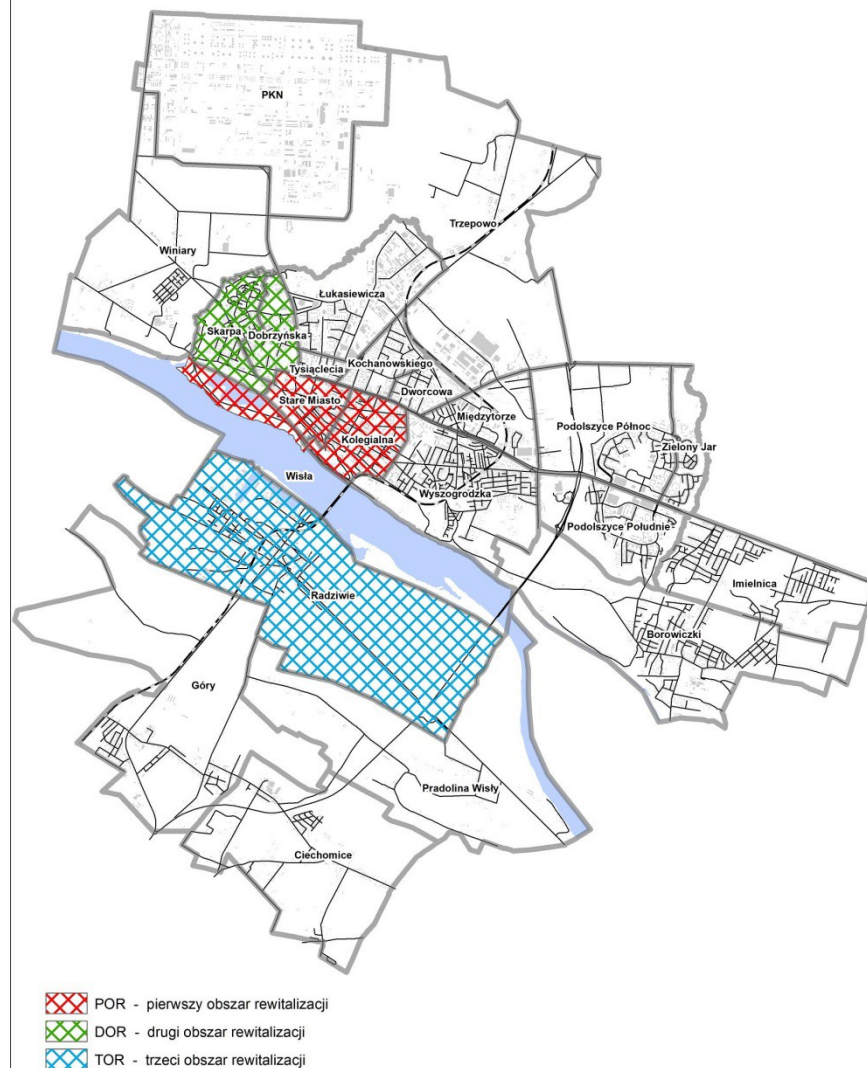 PKN
Trzepowo
Winiary
Łukasiewicza
Skarpa
Dobrzyńska
Kochanowskiego
Tysiąclecia
Dworcowa
Stare Miasto
Międzytorze
Podolszyce Północ
Kolegialna
Zielony Jar
Wisła
Wyszogrodzka
Podolszyce Południe
Imielnica
Radziwie
Borowiczki
Góry
Pradolina Wisły
Ciechomice
POR - pierwszy obszar rewitalizacji
DOR - drugi obszar rewitalizacji
TOR - trzeci obszar rewitalizacji